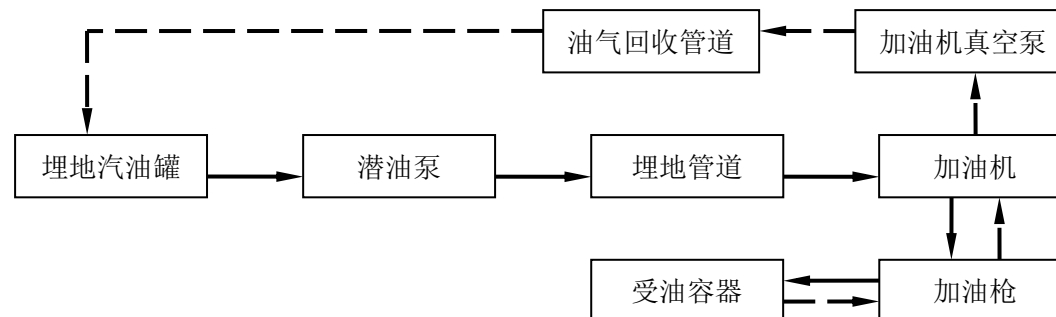 油气回收管道
加油机真空泵
埋地汽油罐
潜油泵
埋地管道
加油机
受油容器
加油枪